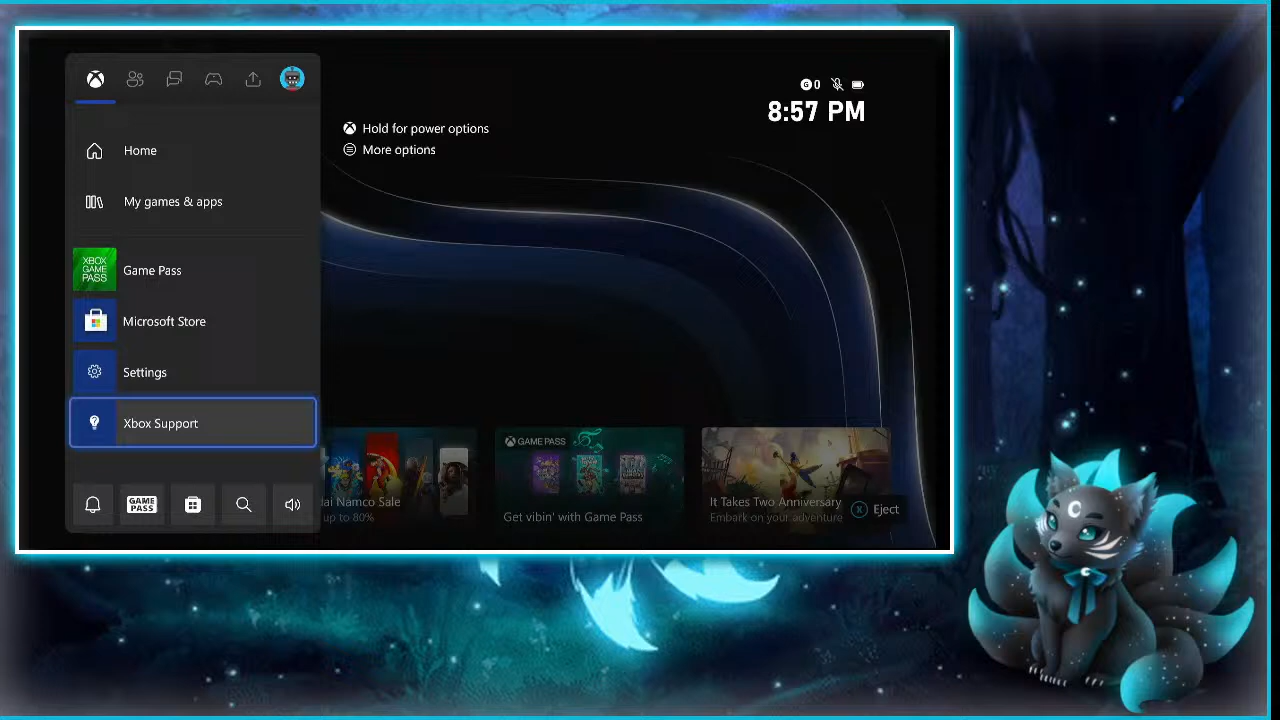 G 0
8:57 PM
Hold for power options
More options
Home
My games & apps
XBOX
GAME
PASS
Game Pass
Microsoft Store
Settings
Xbox Support
GAME
PASS
Sale
up to 80%
GAME PASS
Get vibin' with Game Pass
It Takes Two Anniversary
Embark on your adventure
X Eject